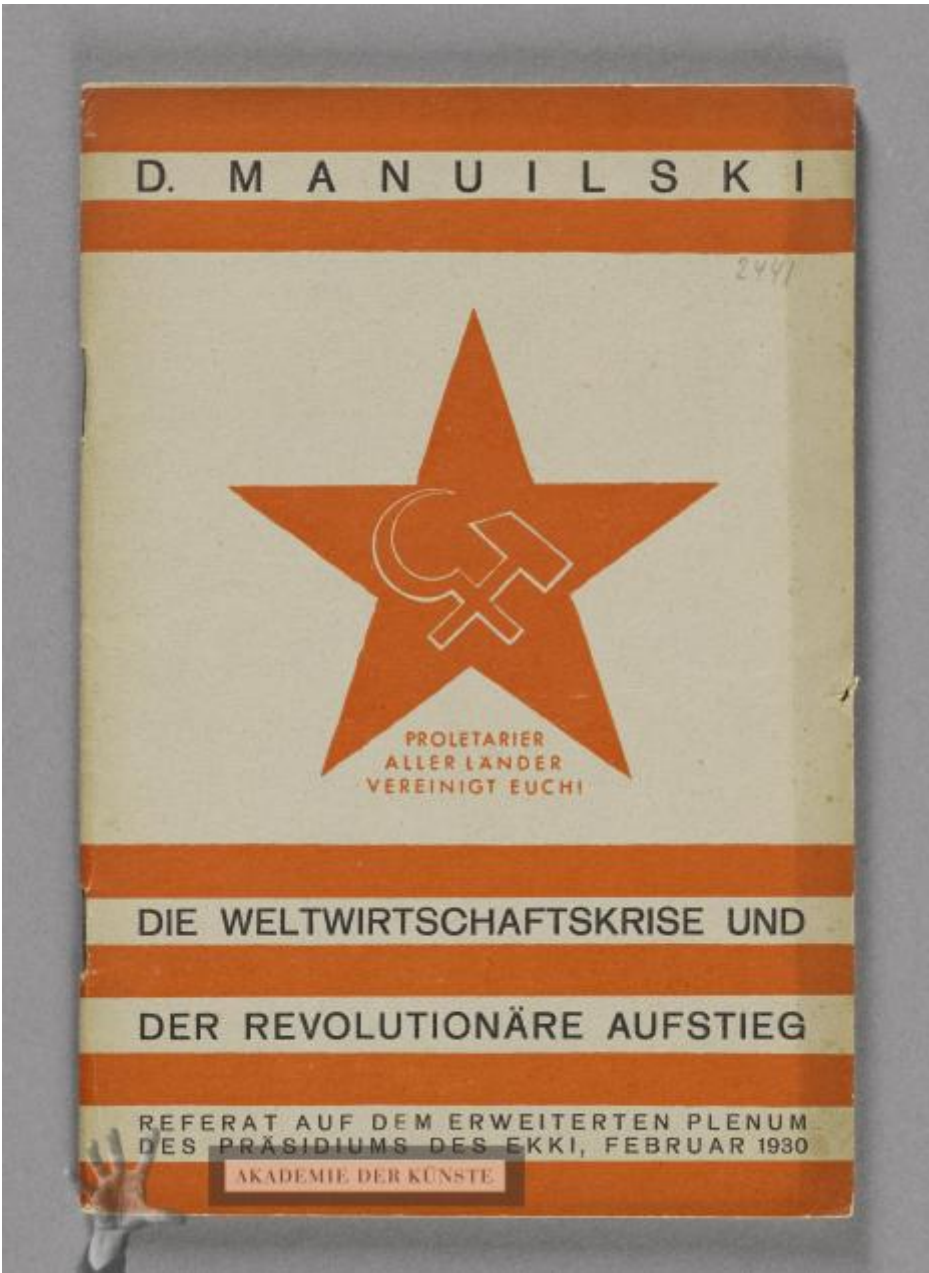 D. MANUILSKI
2441
PROLETARIER
ALLER LÄNDER
VEREINIGT EUCH!
DIE WELTWIRTSCHAFTSKRISE UND
DER REVOLUTIONÄRE AUFSTIEG
REFERAT AUF DEM ERWEITERTEN PLENUM
DES PRÄSIDIUMS DES EKKI, FEBRUAR 1930
AKADEMIE DER KÜNSTE